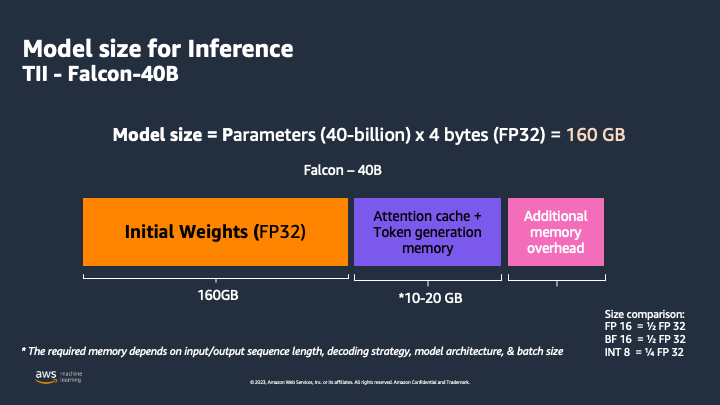 Model size for Inference
TII - Falcon-40B
Model size = Parameters (40-billion) x 4 bytes (FP32) = 160 GB
Falcon – 40B
Initial Weights (FP32)
Attention cache +
Token generation
memory
Additional
memory
overhead
160GB
*10-20 GB
Size comparison:
FP 16 = ½ FP 32
BF 16 = ½ FP 32
INT 8 = ¼ FP 32
* The required memory depends on input/output sequence length, decoding strategy, model architecture, & batch size
aws machine
learning
© 2023, Amazon Web Services, Inc. or its affiliates. All rights reserved. Amazon Confidential and Trademark.